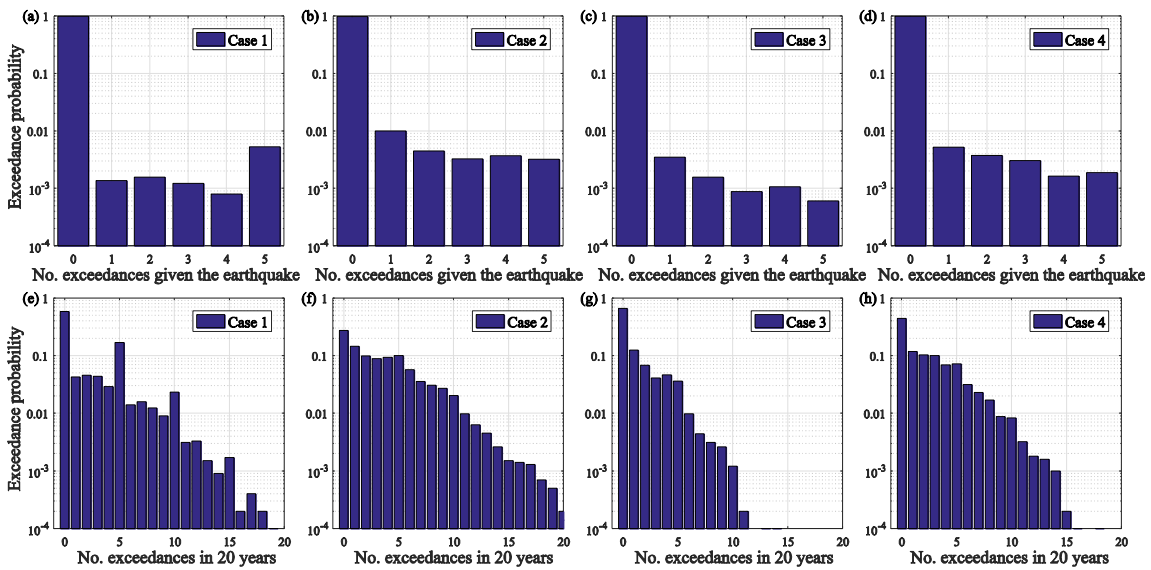 (a) (b) (c) (d)
Case 1 Case 2 Case 3 Case 4
Exceedance probability
1 1 1 1
0.1 0.1 0.1 0.1
0.01 0.01 0.01 0.01
10-3 10-3 10-3 10-3
10-4 10-4 10-4 10-4
0 1 2 3 4 5 0 1 2 3 4 5 0 1 2 3 4 5 0 1 2 3 4 5
No. exceedances given the earthquake No. exceedances given the earthquake No. exceedances given the earthquake No. exceedances given the earthquake
(e) (f) (g) (h)
Case 1 Case 2 Case 3 Case 4
Exceedance probability
1 1 1 1
0.1 0.1 0.1 0.1
0.01 0.01 0.01 0.01
10-3 10-3 10-3 10-3
10-4 10-4 10-4 10-4
0 5 10 15 20 0 5 10 15 20 0 5 10 15 20 0 5 10 15 20
No. exceedances in 20 years No. exceedances in 20 years No. exceedances in 20 years No. exceedances in 20 years